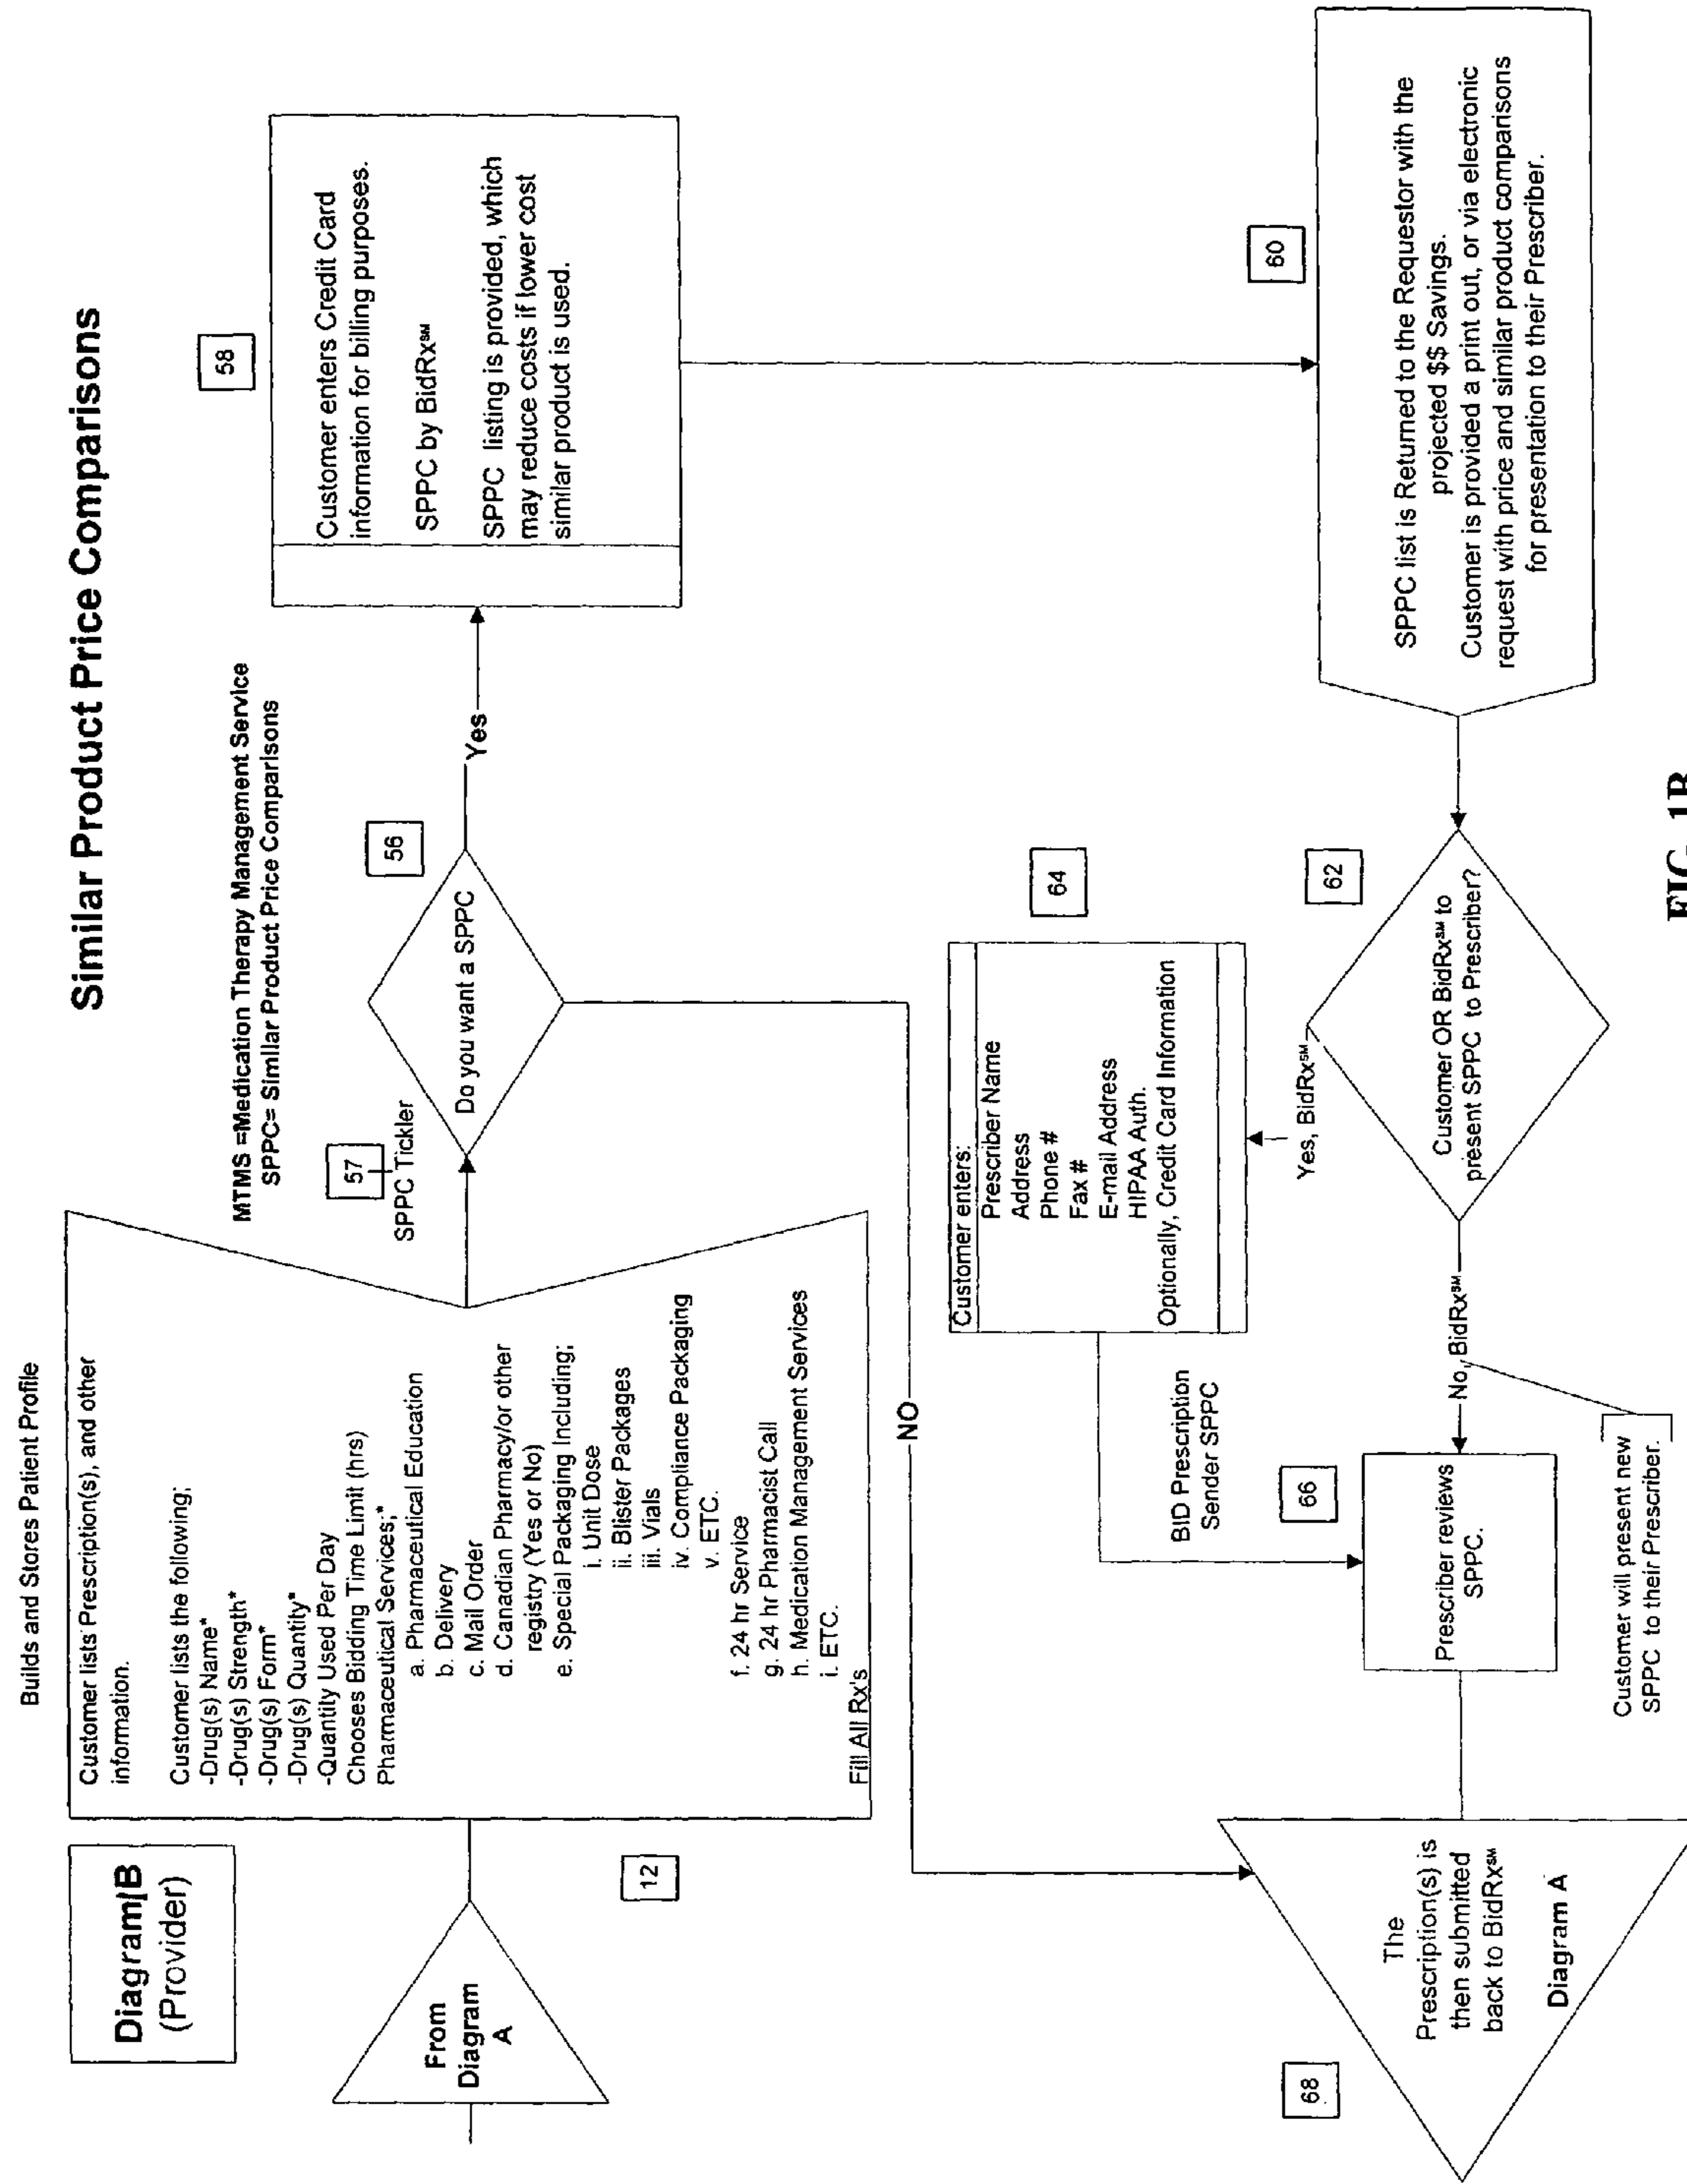 Similar Product Price Comparisons
Diagram B
(Provider)
Builds and Stores Patient Profile
MTMS =Medication Therapy Management Service
SPPC= Similar Product Price Comparisons
From
Diagram
A
12
Customer lists Prescription(s), and other
information.
Customer lists the following;
-Drug(s) Name*
-Drug(s) Strength*
-Drug(s) Form*
-Drug(s) Quantity*
-Quantity Used Per Day
Chooses Bidding Time Limit (hrs)
Pharmaceutical Services;*
a. Pharmaceutical Education
b. Delivery
c. Mail Order
d. Canadian Pharmacy/or other
registry (Yes or No)
e. Special Packaging Including;
i. Unit Dose
ii. Blister Packages
iii. Vials
iv. Compliance Packaging
v. ETC.
f. 24 hr Service
g. 24 hr Pharmacist Call
h. Medication Management Services
i. ETC.
Fill All Rx's
57
SPPC Tickler
56
Do you want a SPPC
Yes
NO
58
Customer enters Credit Card
information for billing purposes.
SPPC by BidRx℠
SPPC listing is provided, which
may reduce costs if lower cost
similar product is used.
60
SPPC list is Returned to the Requestor with the
projected $$ Savings.
Customer is provided a print out, or via electronic
request with price and similar product comparisons
for presentation to their Prescriber.
62
Customer OR BidRx℠ to
present SPPC to Prescriber?
Yes, BidRx℠
64
Customer enters:
Prescriber Name
Address
Phone #
Fax #
E-mail Address
HIPAA Auth.
Optionally, Credit Card Information
BID Prescription
Sender SPPC
No, BidRx℠
Customer will present new
SPPC to their Prescriber.
66
Prescriber reviews
SPPC.
68
The
Prescription(s) is
then submitted
back to BidRx℠
Diagram A
FIG. 1B